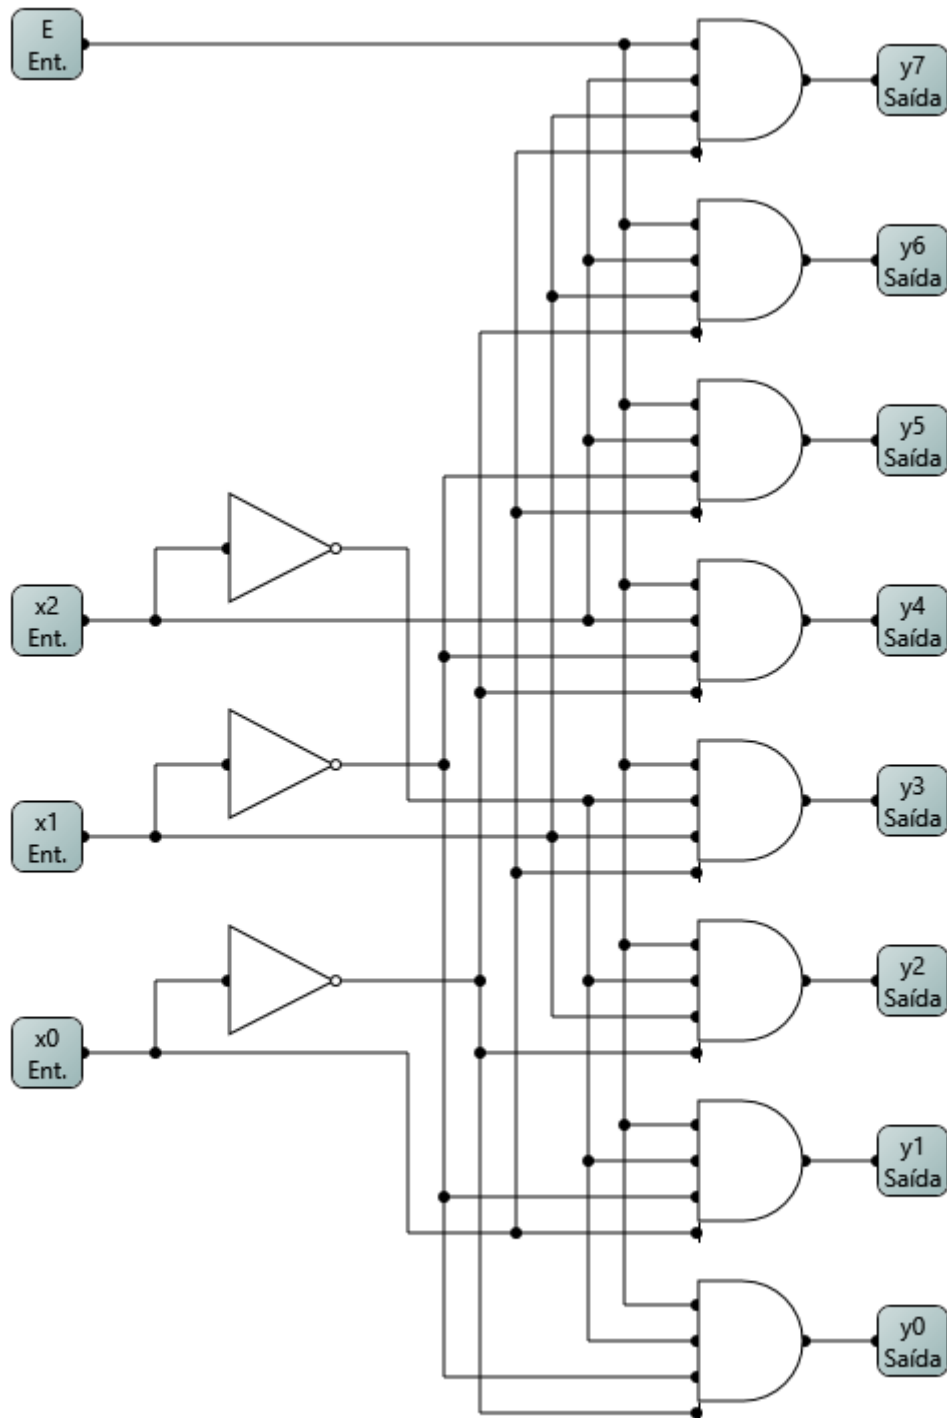 E
Ent.
y7
Saída
y6
Saída
y5
Saída
x2
Ent.
y4
Saída
x1
Ent.
y3
Saída
x0
Ent.
y2
Saída
y1
Saída
y0
Saída